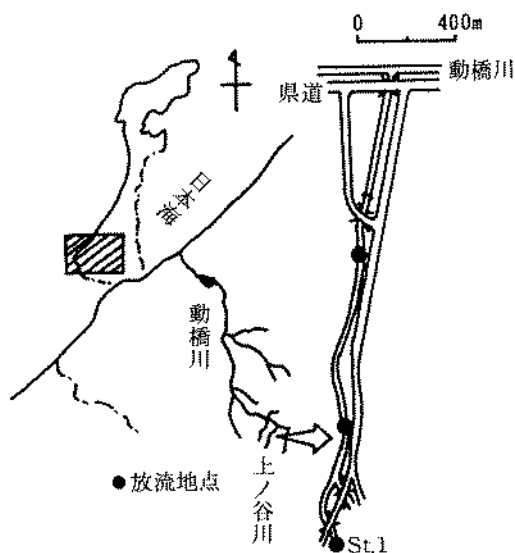 0 400m
動橋川
県道
日本海
動橋川
上ノ谷川
●放流地点
St.1